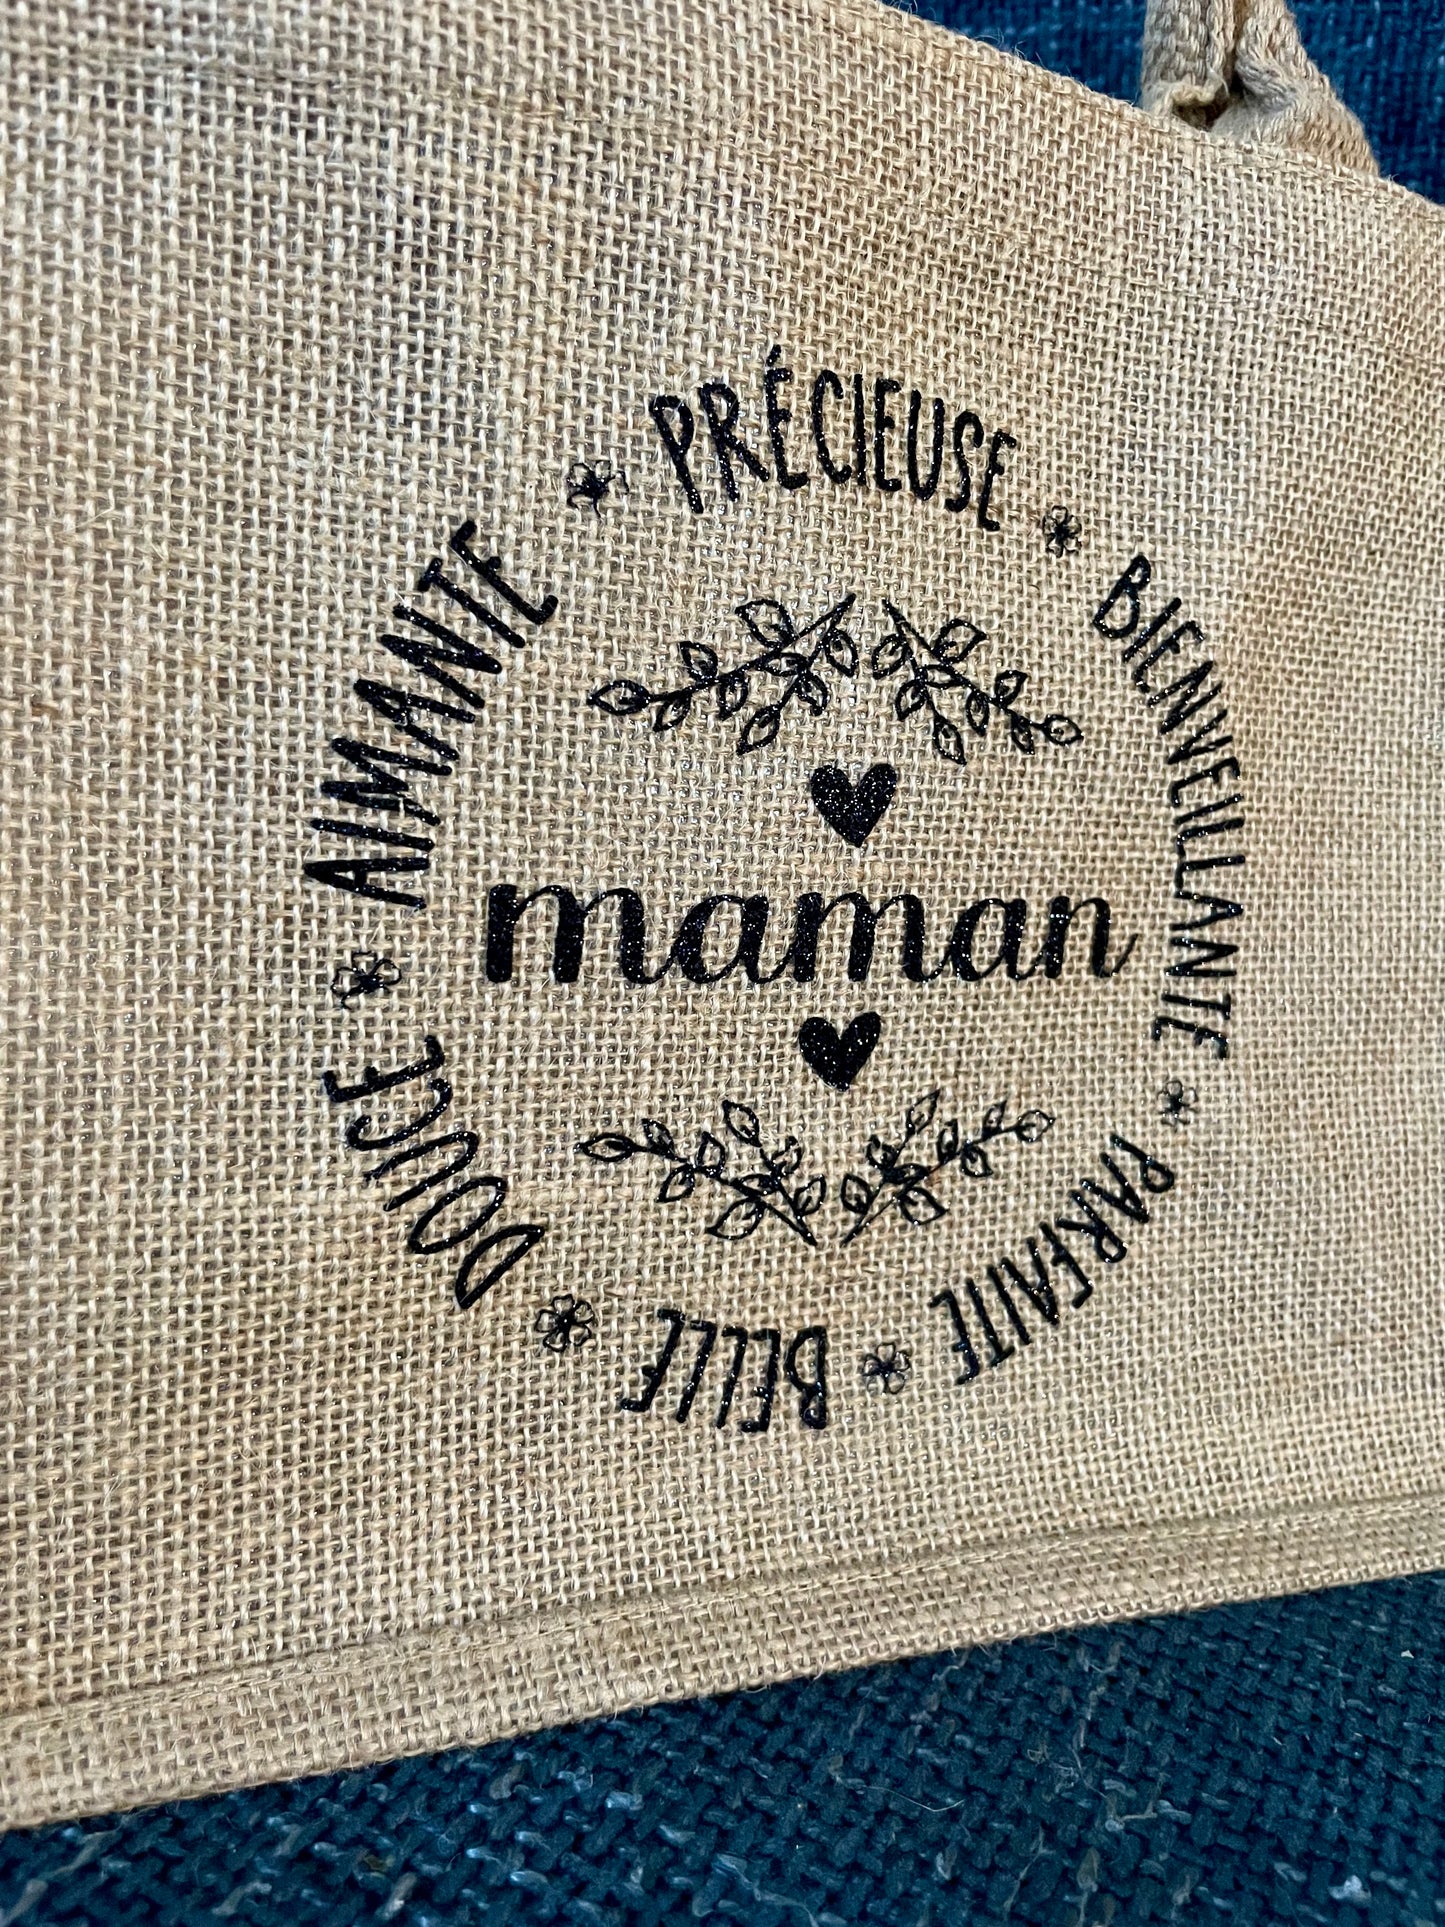 PRÉCIEUSE
BIENVEILLANTE
PARFAITE
BELLE
DOUCE
AIMANTE
maman